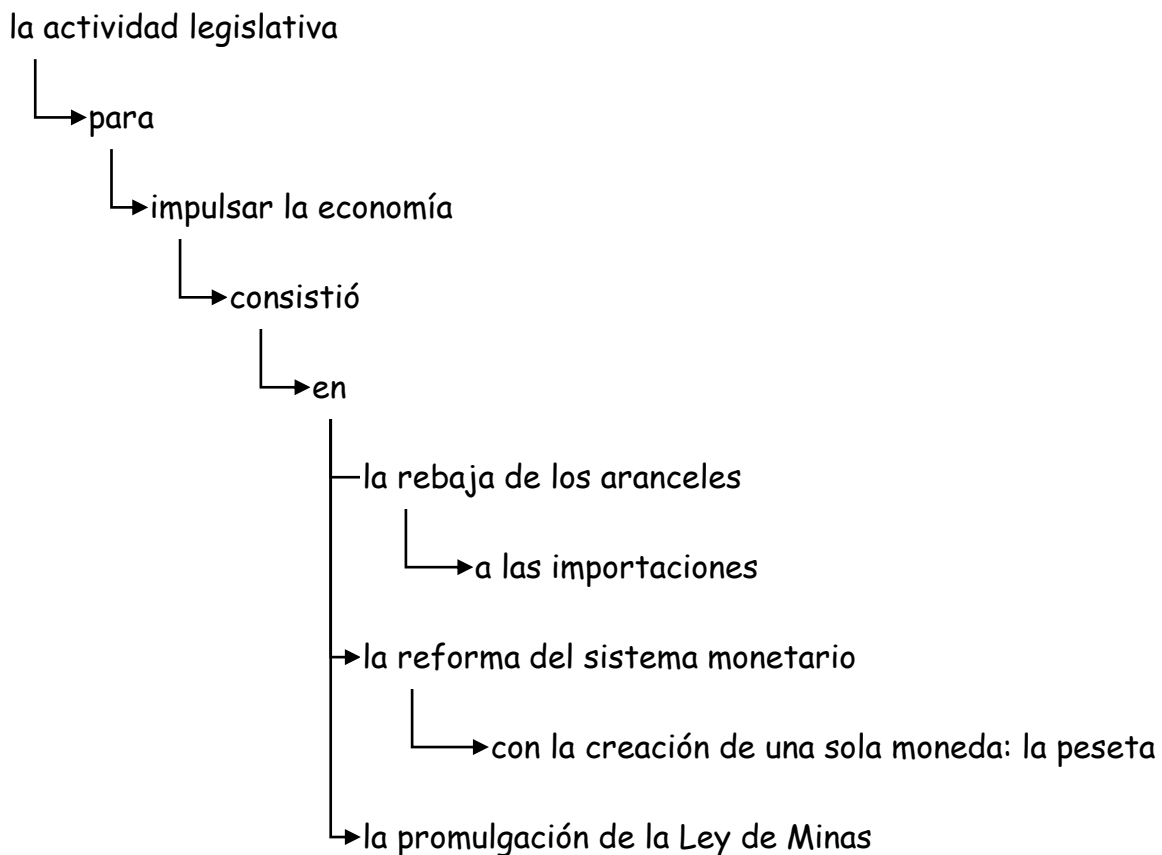 la actividad legislativa
para
impulsar la economía
consistió
en
la rebaja de los aranceles
a las importaciones
la reforma del sistema monetario
con la creación de una sola moneda: la peseta
la promulgación de la Ley de Minas